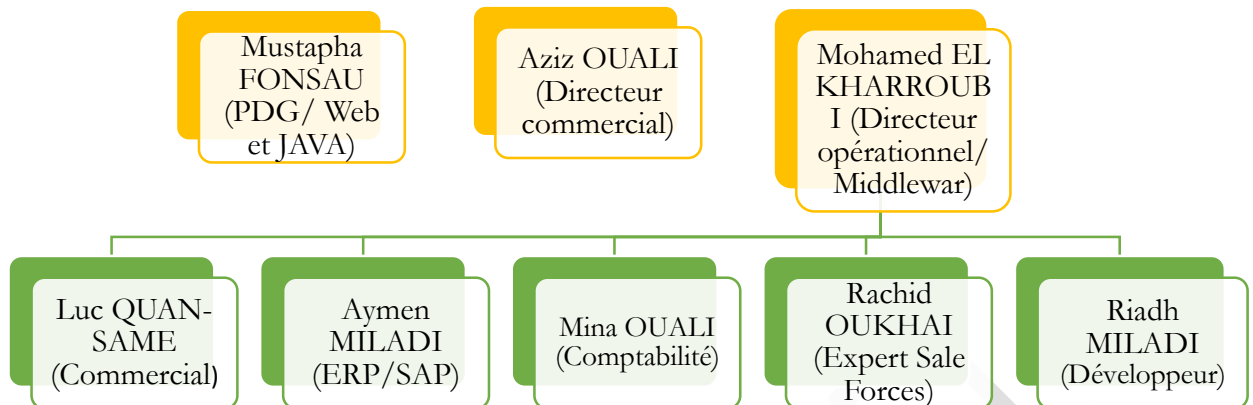 Mustapha
FONSAU
(PDG/ Web
et JAVA)
Aziz OUALI
(Directeur
commercial)
Mohamed EL
KHARROUB
I (Directeur
opérationnel/
Middlewar)
Luc QUAN-
SAME
(Commercial)
Aymen
MILADI
(ERP/SAP)
Mina OUALI
(Comptabilité)
Rachid
OUKHAI
(Expert Sale
Forces)
Riadh
MILADI
(Développeur)